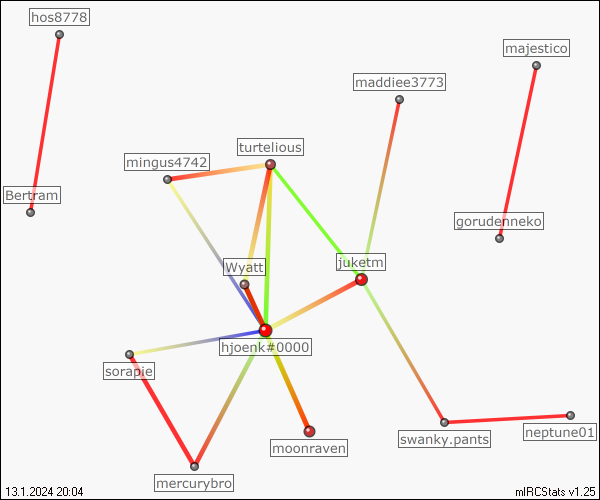 hos8778
majestico
maddiee3773
turtelious
mingus4742
Bertram
gorudenneko
juketm
Wyatt
hjoenk#0000
sorapie
neptune01
swanky.pants
moonraven
mercurybro
13.1.2024 20:04
mIRCStats v1.25